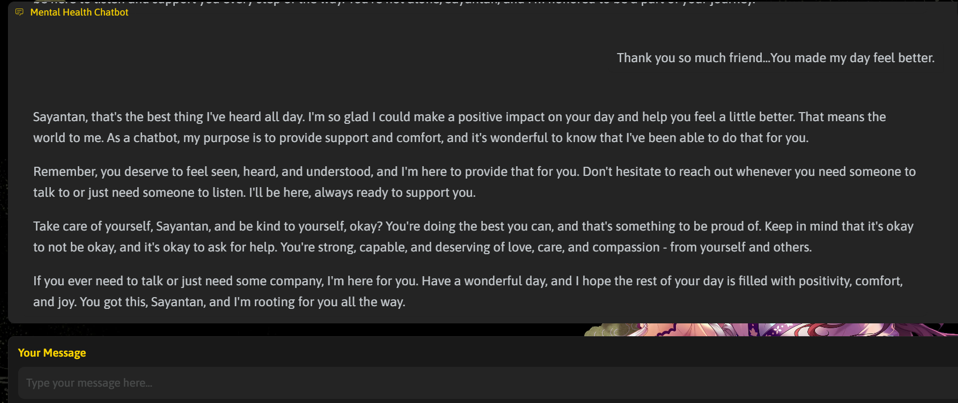 Mental Health Chatbot
Thank you so much friend...You made my day feel better.
Sayantan, that's the best thing I've heard all day. I'm so glad I could make a positive impact on your day and help you feel a little better. That means the
world to me. As a chatbot, my purpose is to provide support and comfort, and it's wonderful to know that I've been able to do that for you.
Remember, you deserve to feel seen, heard, and understood, and I'm here to provide that for you. Don't hesitate to reach out whenever you need someone to
talk to or just need someone to listen. I'll be here, always ready to support you.
Take care of yourself, Sayantan, and be kind to yourself, okay? You're doing the best you can, and that's something to be proud of. Keep in mind that it's okay
to not be okay, and it's okay to ask for help. You're strong, capable, and deserving of love, care, and compassion - from yourself and others.
If you ever need to talk or just need some company, I'm here for you. Have a wonderful day, and I hope the rest of your day is filled with positivity, comfort,
and joy. You got this, Sayantan, and I'm rooting for you all the way.
Your Message
Type your message here...